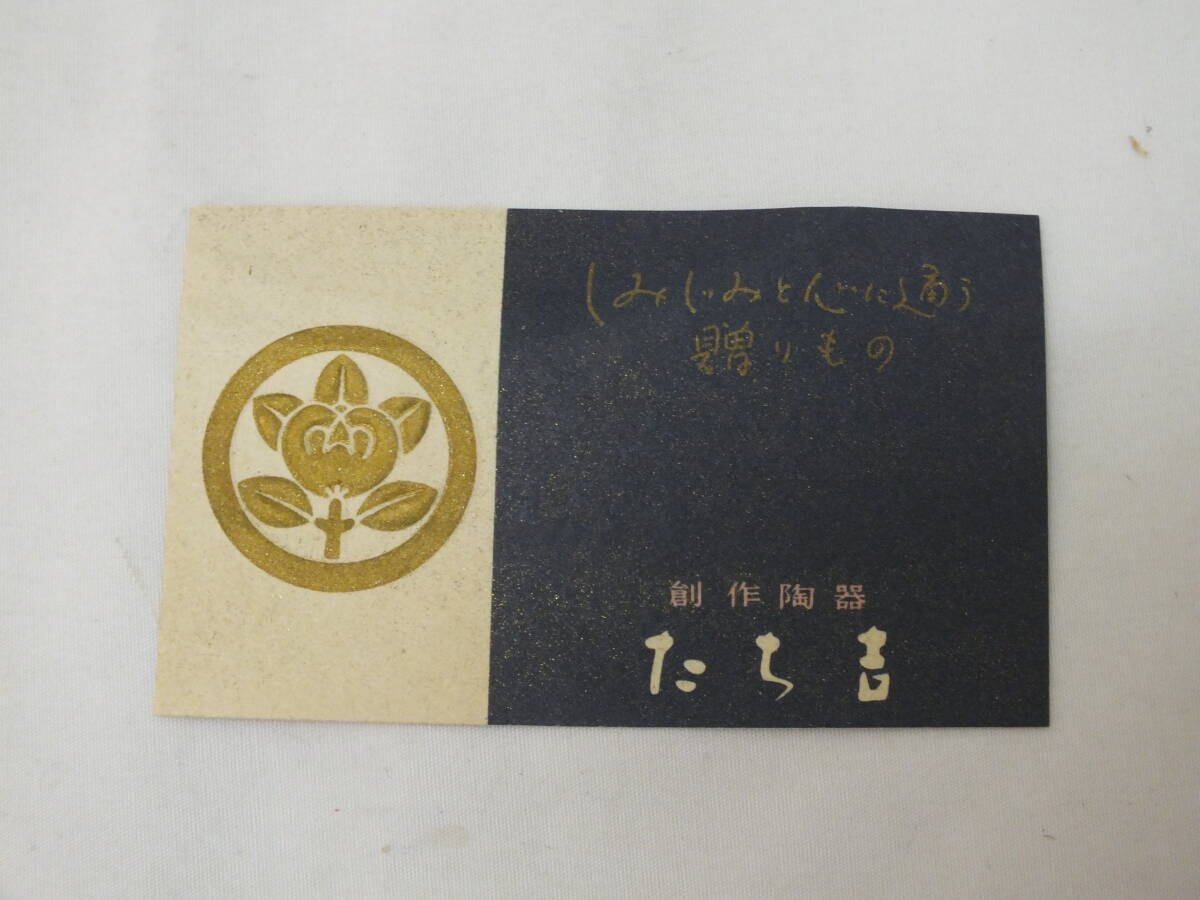 しみじみと心に通う
贈りもの
創作陶器
たち吉